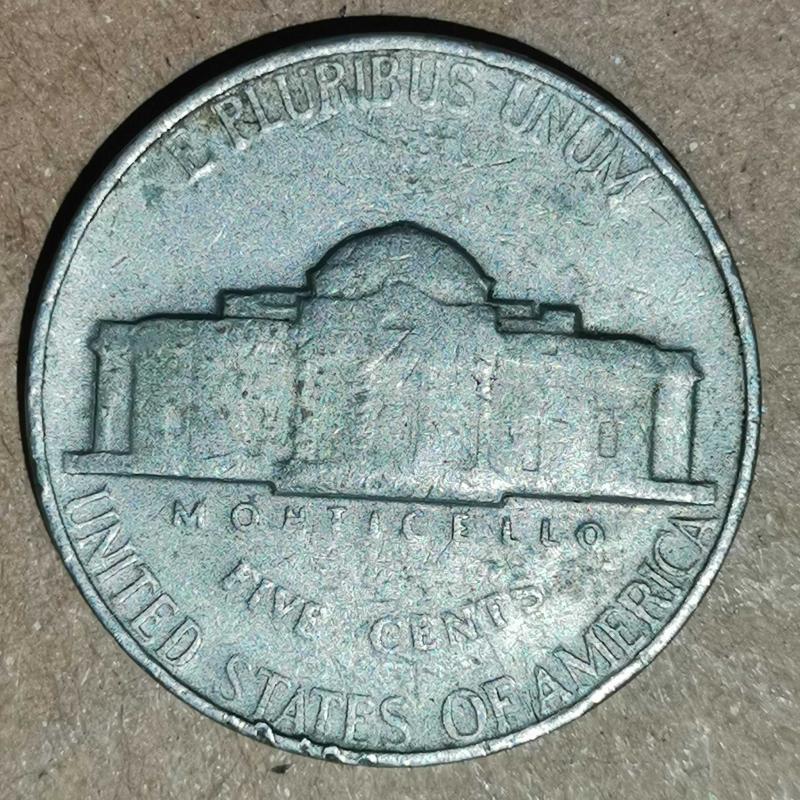 E PLURIBUS UNUM
MONTICELLO
FIVE CENTS
UNITED STATES OF AMERICA